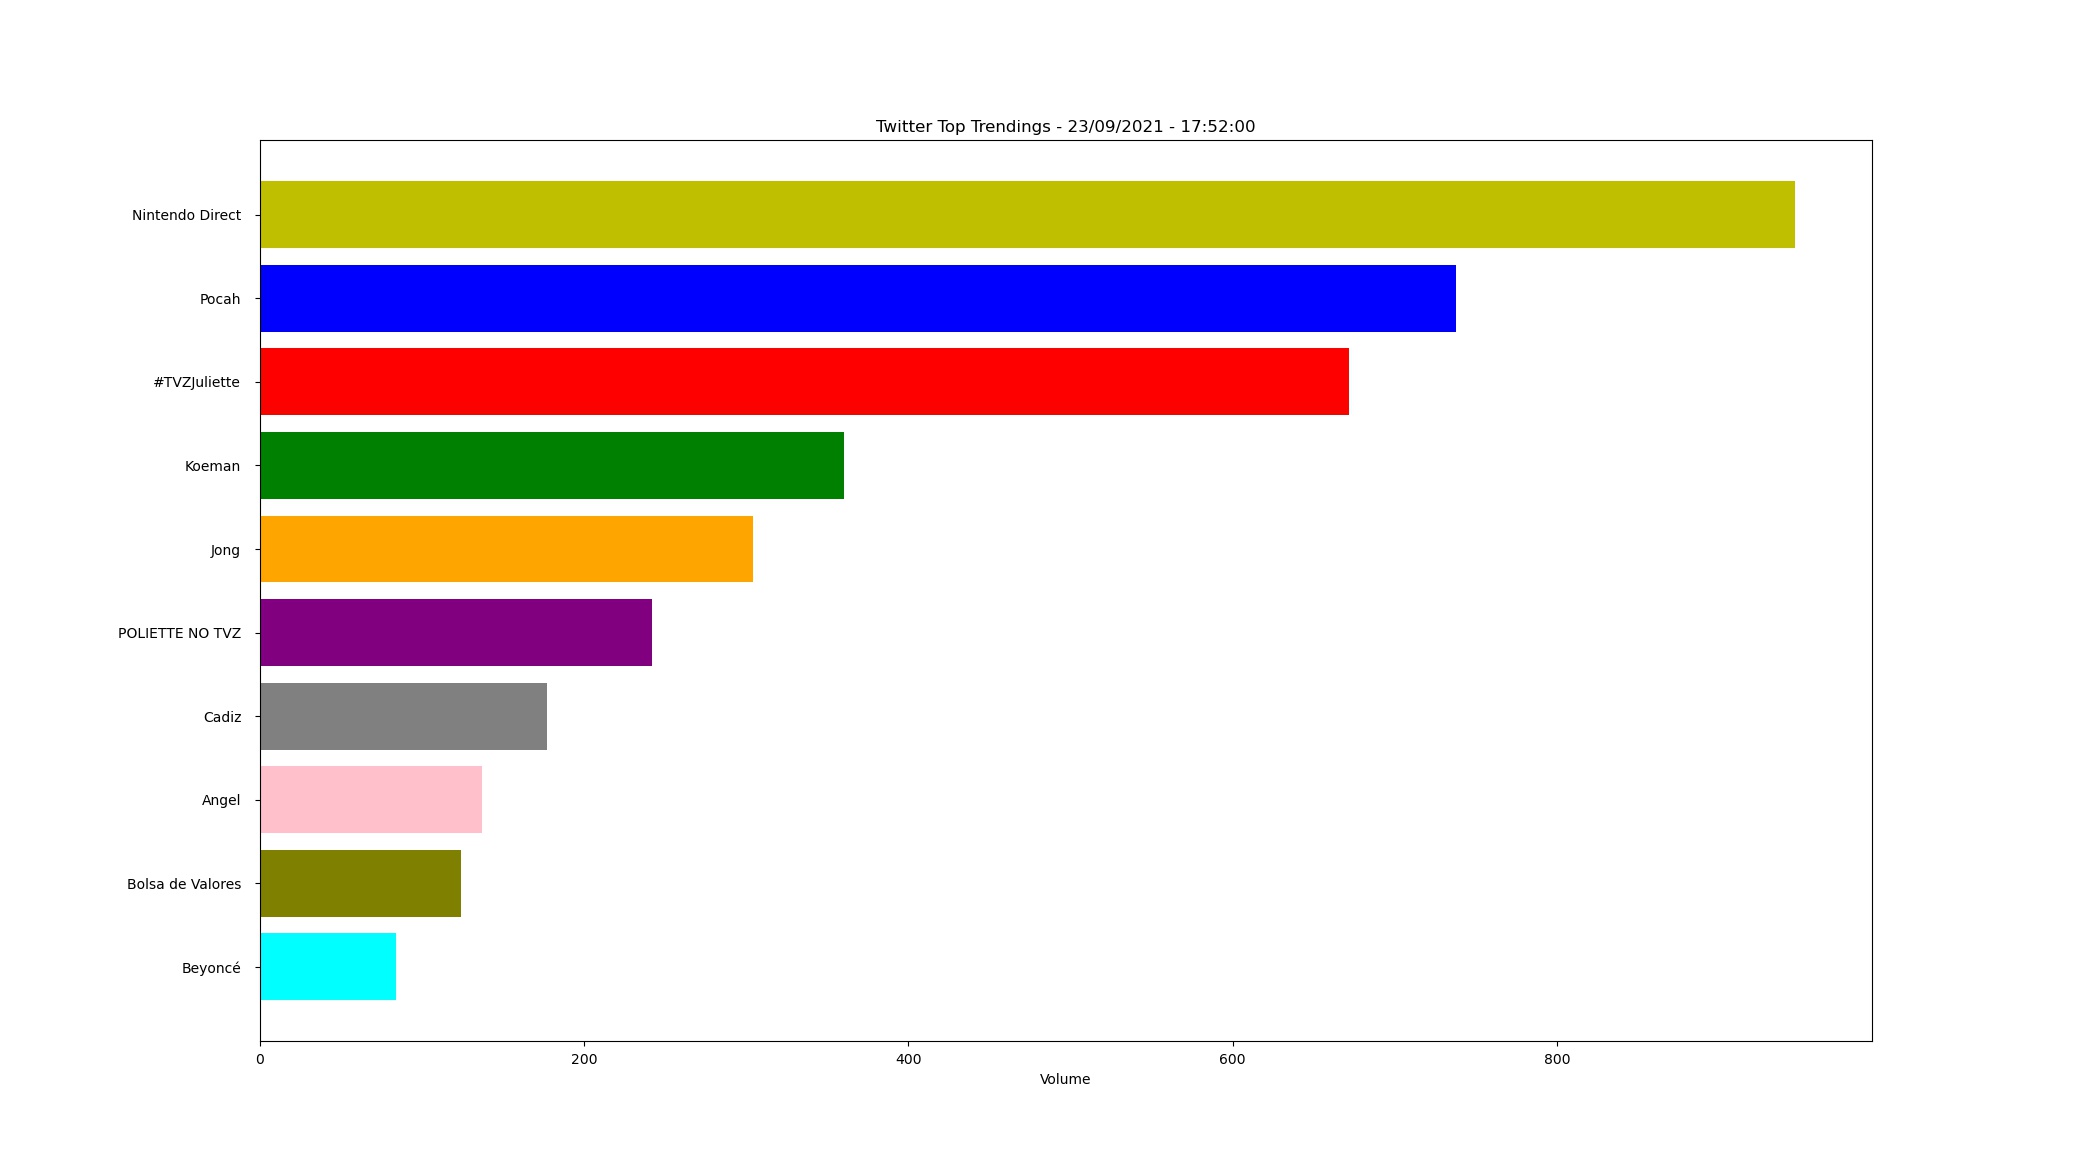 Twitter Top Trendings - 23/09/2021 - 17:52:00
Nintendo Direct
Pocah
#TVZJuliette
Koeman
Jong
POLIETTE NO TVZ
Cadiz
Angel
Bolsa de Valores
Beyoncé
0 200 400 600 800
Volume